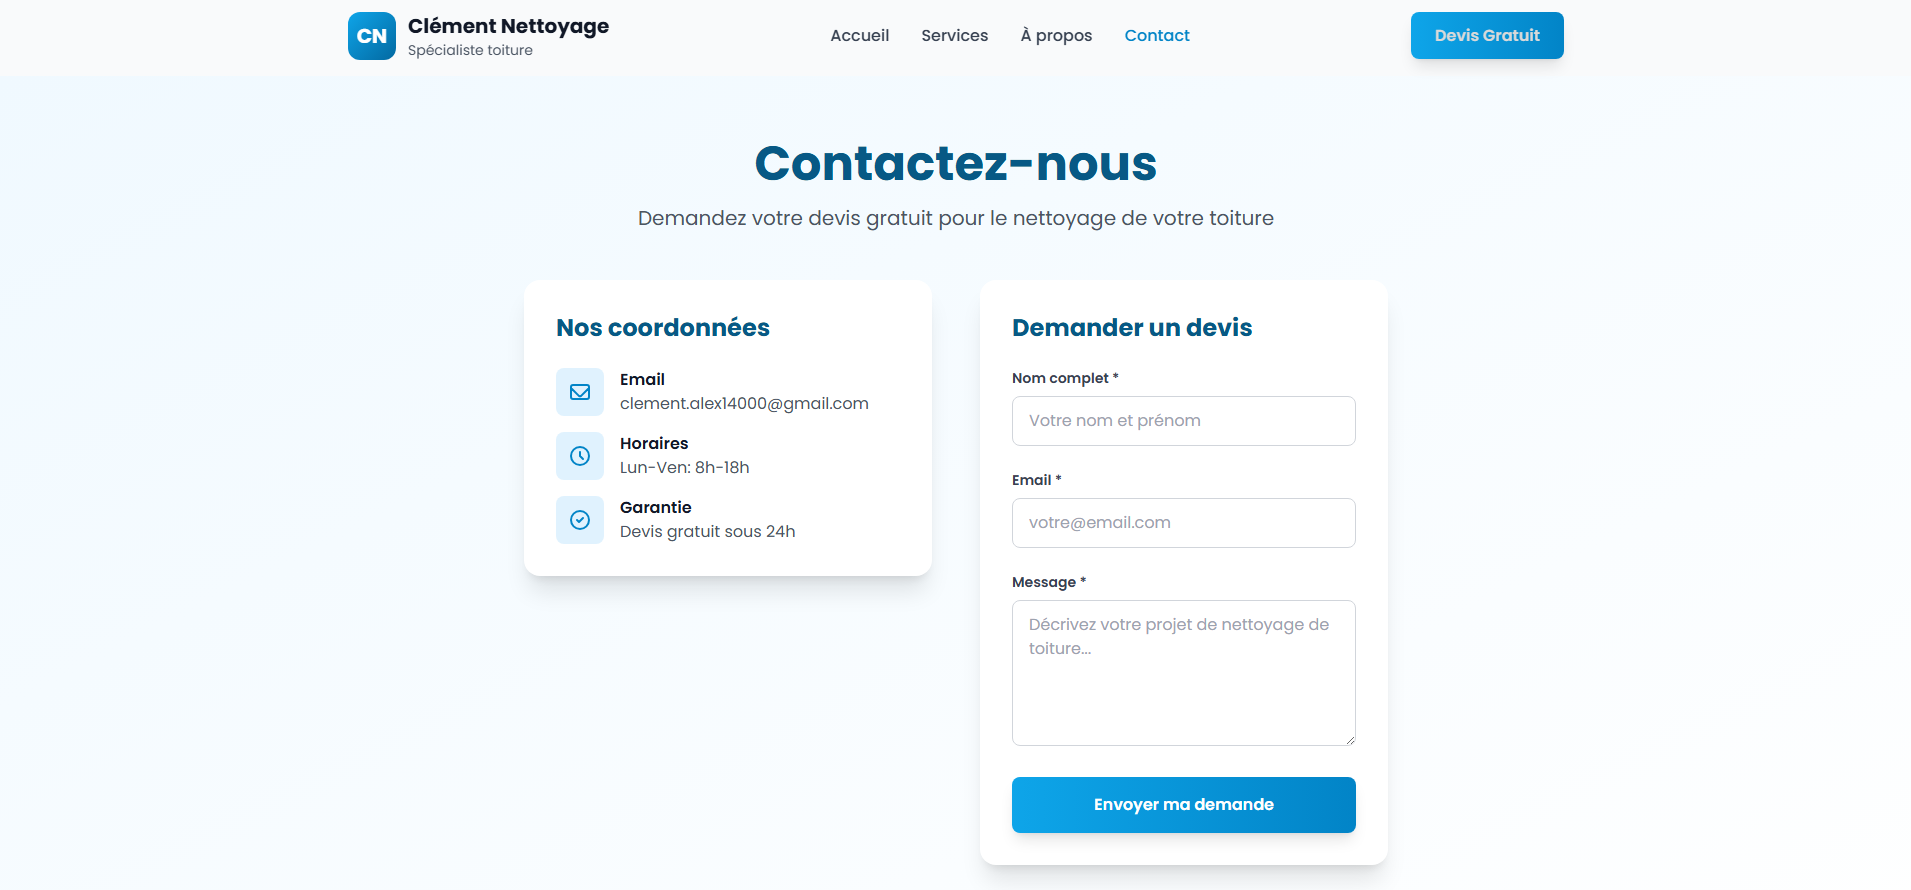 CN
Clément Nettoyage
Spécialiste toiture
Accueil
Services
À propos
Contact
Devis Gratuit
Contactez-nous
Demandez votre devis gratuit pour le nettoyage de votre toiture
Nos coordonnées
Email
clement.alex14000@gmail.com
Horaires
Lun-Ven: 8h-18h
Garantie
Devis gratuit sous 24h
Demander un devis
Nom complet *
Votre nom et prénom
Email *
votre@email.com
Message *
Décrivez votre projet de nettoyage de
toiture...
Envoyer ma demande